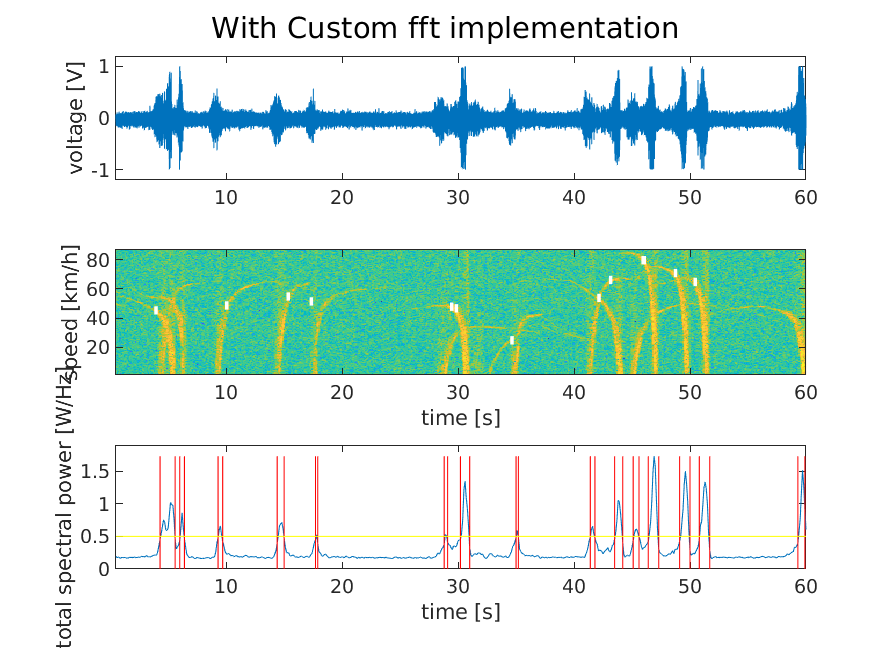 With Custom fft implementation
voltage [V]
1
0
-1
10 20 30 40 50 60
speed [km/h]
80
60
40
20
10 20 30 40 50 60
time [s]
total spectral power [W/Hz]
1.5
1
0.5
0
10 20 30 40 50 60
time [s]